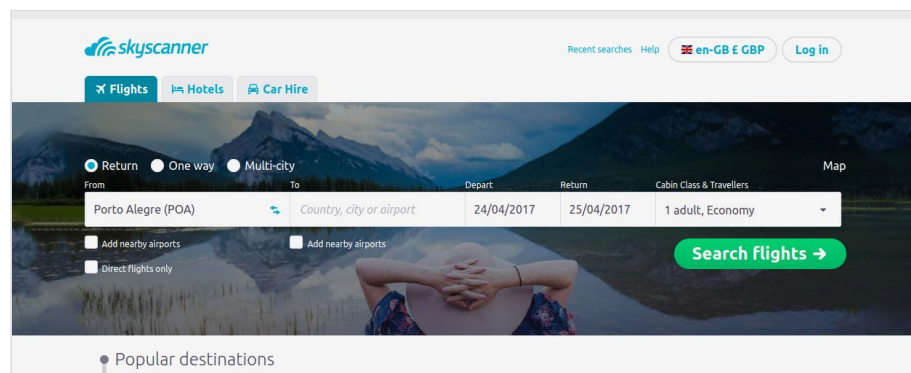 skyscanner
Recent searches Help en-GB £ GBP Log in
Flights Hotels Car Hire
Return One way Multi-city Map
From To Depart Return Cabin Class & Travellers
Porto Alegre (POA) Country, city or airport 24/04/2017 25/04/2017 1 adult, Economy
Add nearby airports Add nearby airports
Direct flights only
Search flights
Popular destinations